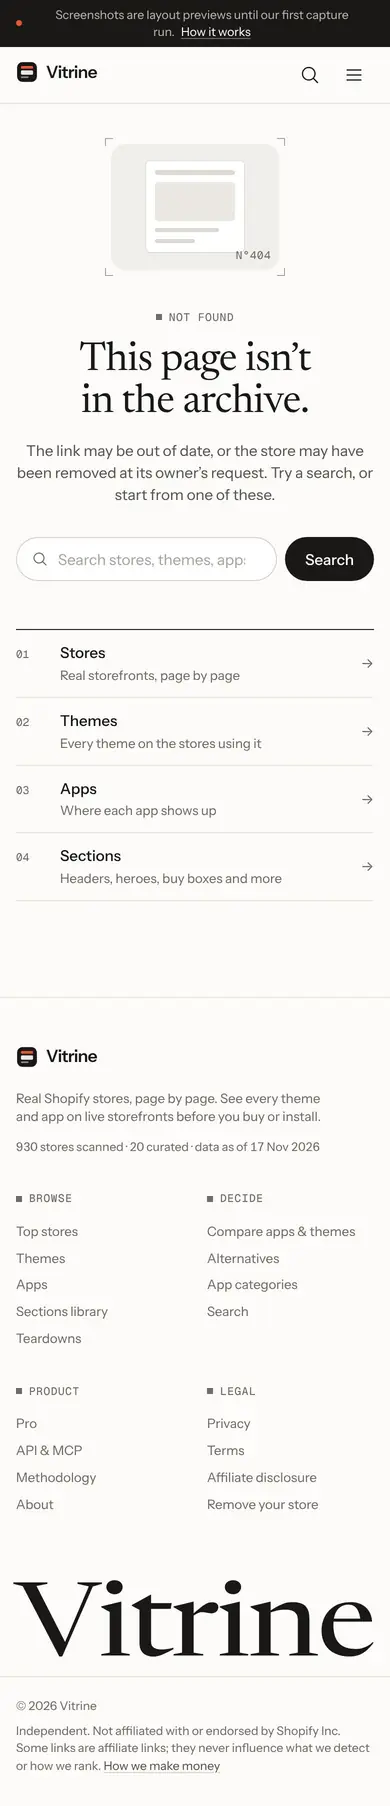 Screenshots are layout previews until our first capture
run. How it works
Vitrine
N°404
NOT FOUND
This page isn’t
in the archive.
The link may be out of date, or the store may have
been removed at its owner’s request. Try a search, or
start from one of these.
Search stores, themes, apps
Search
01
Stores
Real storefronts, page by page
→
02
Themes
Every theme on the stores using it
→
03
Apps
Where each app shows up
→
04
Sections
Headers, heroes, buy boxes and more
→
Vitrine
Real Shopify stores, page by page. See every theme
and app on live storefronts before you buy or install.
930 stores scanned · 20 curated · data as of 17 Nov 2026
BROWSE
Top stores
Themes
Apps
Sections library
Teardowns
DECIDE
Compare apps & themes
Alternatives
App categories
Search
PRODUCT
Pro
API & MCP
Methodology
About
LEGAL
Privacy
Terms
Affiliate disclosure
Remove your store
Vitrine
© 2026 Vitrine
Independent. Not affiliated with or endorsed by Shopify Inc.
Some links are affiliate links; they never influence what we detect
or how we rank. How we make money